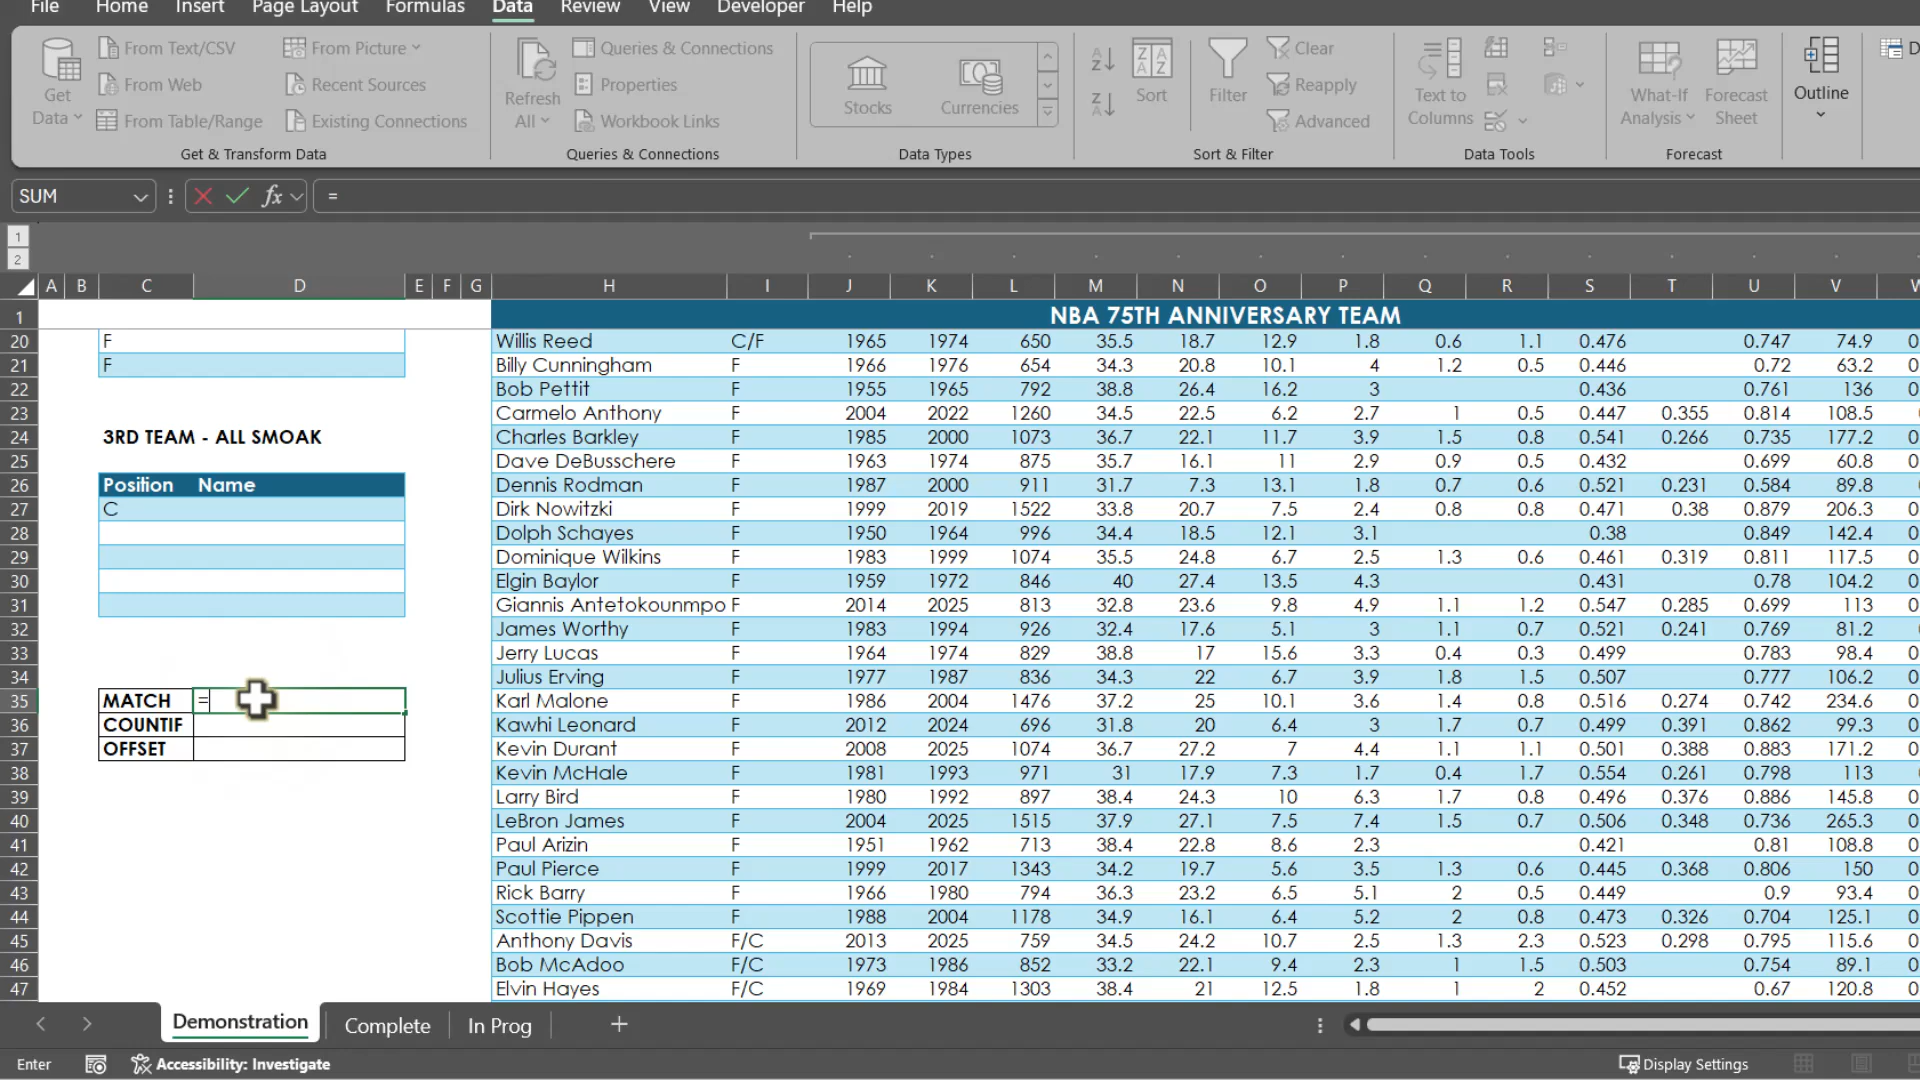 File Home Insert Page Layout Formulas Data Review View Developer Help
Get Data
From Text/CSV
From Web
From Table/Range
From Picture
Recent Sources
Existing Connections
Get & Transform Data
Refresh All
Queries & Connections
Properties
Workbook Links
Queries & Connections
Stocks
Currencies
Data Types
Sort
Filter
Clear
Reapply
Advanced
Sort & Filter
Text to Columns
Data Tools
What-If Analysis
Forecast Sheet
Forecast
Outline
SUM fx =
1
2
A B C D E F G H I J K L M N O P Q R S T U V
1 NBA 75TH ANNIVERSARY TEAM
20 F Willis Reed C/F 1965 1974 650 35.5 18.7 12.9 1.8 0.6 1.1 0.476 0.747 74.9
21 F Billy Cunningham F 1966 1976 654 34.3 20.8 10.1 4 1.2 0.5 0.446 0.72 63.2
22 Bob Pettit F 1955 1965 792 38.8 26.4 16.2 3 0.436 0.761 136
23 Carmelo Anthony F 2004 2022 1260 34.5 22.5 6.2 2.7 1 0.5 0.447 0.355 0.814 108.5
24 3RD TEAM - ALL SMOAK Charles Barkley F 1985 2000 1073 36.7 22.1 11.7 3.9 1.5 0.8 0.541 0.266 0.735 177.2
25 Dave DeBusschere F 1963 1974 875 35.7 16.1 11 2.9 0.9 0.5 0.432 0.699 60.8
26 Position Name Dennis Rodman F 1987 2000 911 31.7 7.3 13.1 1.8 0.7 0.6 0.521 0.231 0.584 89.8
27 C Dirk Nowitzki F 1999 2019 1522 33.8 20.7 7.5 2.4 0.8 0.8 0.471 0.38 0.879 206.3
28 Dolph Schayes F 1950 1964 996 34.4 18.5 12.1 3.1 0.38 0.849 142.4
29 Dominique Wilkins F 1983 1999 1074 35.5 24.8 6.7 2.5 1.3 0.6 0.461 0.319 0.811 117.5
30 Elgin Baylor F 1959 1972 846 40 27.4 13.5 4.3 0.431 0.78 104.2
31 Giannis Antetokounmpo F 2014 2025 813 32.8 23.6 9.8 4.9 1.1 1.2 0.547 0.285 0.699 113
32 James Worthy F 1983 1994 926 32.4 17.6 5.1 3 1.1 0.7 0.521 0.241 0.769 81.2
33 Jerry Lucas F 1964 1974 829 38.8 17 15.6 3.3 0.4 0.3 0.499 0.783 98.4
34 Julius Erving F 1977 1987 836 34.3 22 6.7 3.9 1.8 1.5 0.507 0.777 106.2
35 MATCH = Karl Malone F 1986 2004 1476 37.2 25 10.1 3.6 1.4 0.8 0.516 0.274 0.742 234.6
36 COUNTIF Kawhi Leonard F 2012 2024 696 31.8 20 6.4 3 1.7 0.7 0.499 0.391 0.862 99.3
37 OFFSET Kevin Durant F 2008 2025 1074 36.7 27.2 7 4.4 1.1 1.1 0.501 0.388 0.883 171.2
38 Kevin McHale F 1981 1993 971 31 17.9 7.3 1.7 0.4 1.7 0.554 0.261 0.798 113
39 Larry Bird F 1980 1992 897 38.4 24.3 10 6.3 1.7 0.8 0.496 0.376 0.886 145.8
40 LeBron James F 2004 2025 1515 37.9 27.1 7.5 7.4 1.5 0.7 0.506 0.348 0.736 265.3
41 Paul Arizin F 1951 1962 713 38.4 22.8 8.6 2.3 0.421 0.81 108.8
42 Paul Pierce F 1999 2017 1343 34.2 19.7 5.6 3.5 1.3 0.6 0.445 0.368 0.806 150
43 Rick Barry F 1966 1980 794 36.3 23.2 6.5 5.1 2 0.5 0.449 0.9 93.4
44 Scottie Pippen F 1988 2004 1178 34.9 16.1 6.4 5.2 2 0.8 0.473 0.326 0.704 125.1
45 Anthony Davis F/C 2013 2025 759 34.5 24.2 10.7 2.5 1.3 2.3 0.523 0.298 0.795 115.6
46 Bob McAdoo F/C 1973 1986 852 33.2 22.1 9.4 2.3 1 1.5 0.503 0.754 89.1
47 Elvin Hayes F/C 1969 1984 1303 38.4 21 12.5 1.8 1 2 0.452 0.67 120.8
Demonstration Complete In Prog
Enter Accessibility: Investigate Display Settings